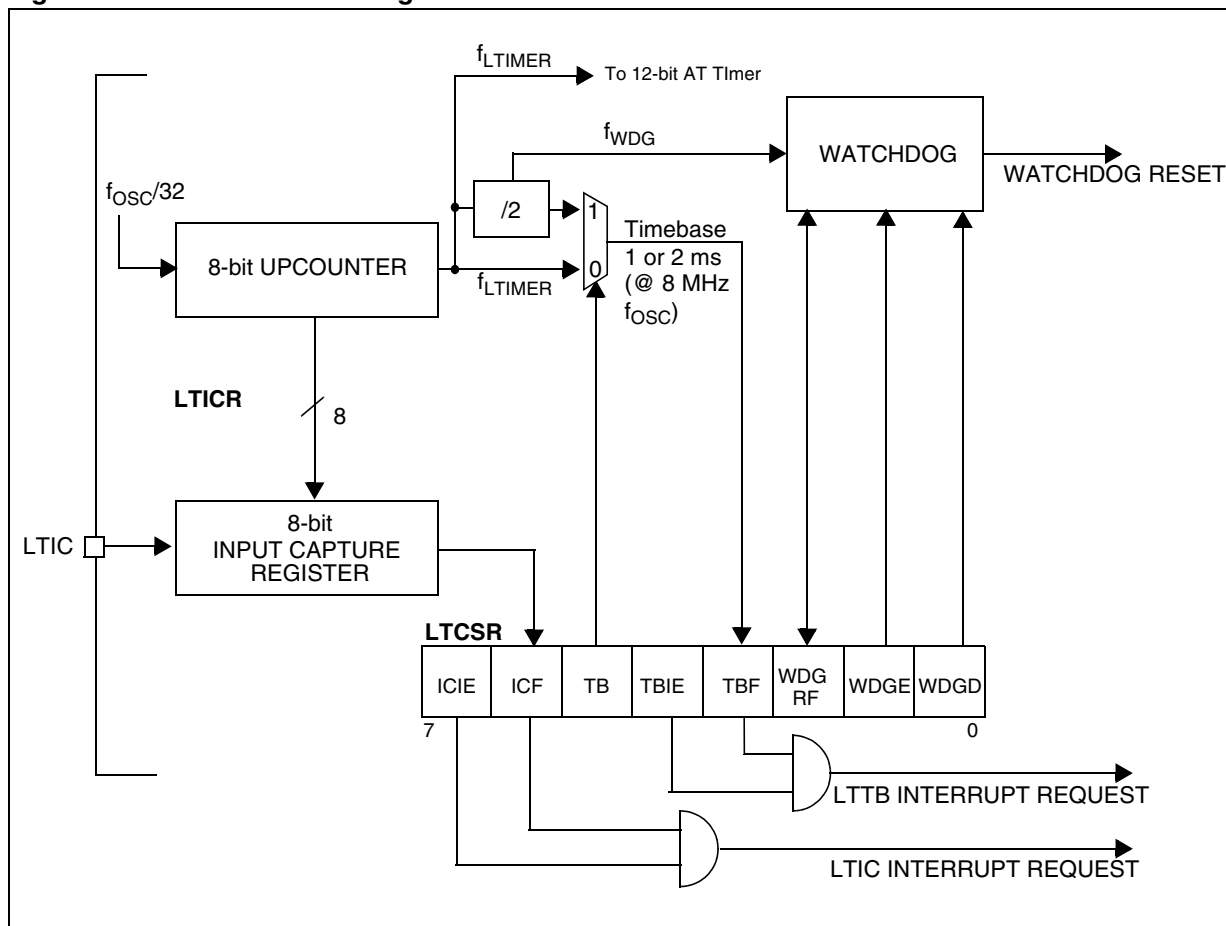 fLTIMER
To 12-bit AT TImer
fWDG
WATCHDOG
WATCHDOG RESET
fOSC/32
/2
1
Timebase
1 or 2 ms
(@ 8 MHz
fOSC)
8-bit UPCOUNTER
0
fLTIMER
LTICR
8
8-bit
INPUT CAPTURE
REGISTER
LTIC
LTCSR
ICIE ICF TB TBIE TBF WDG RF WDGE WDGD
7 0
LTTB INTERRUPT REQUEST
LTIC INTERRUPT REQUEST